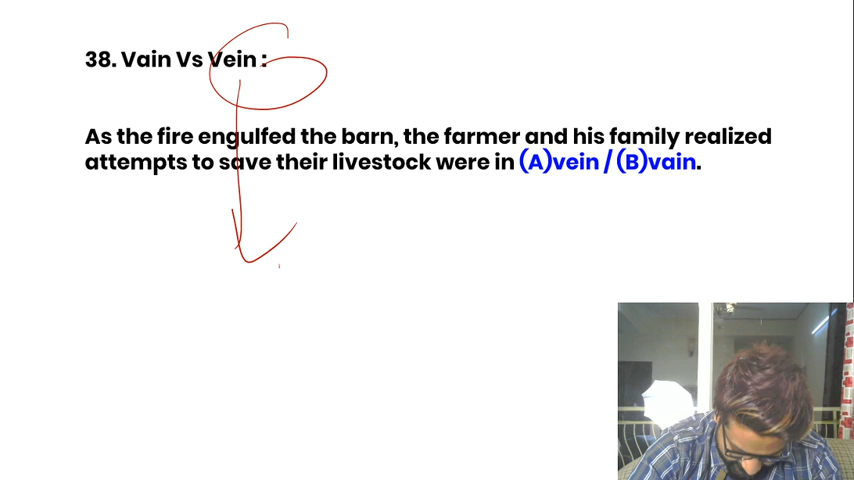 38. Vain Vs Vein :
As the fire engulfed the barn, the farmer and his family realized
attempts to save their livestock were in (A)vein / (B)vain.